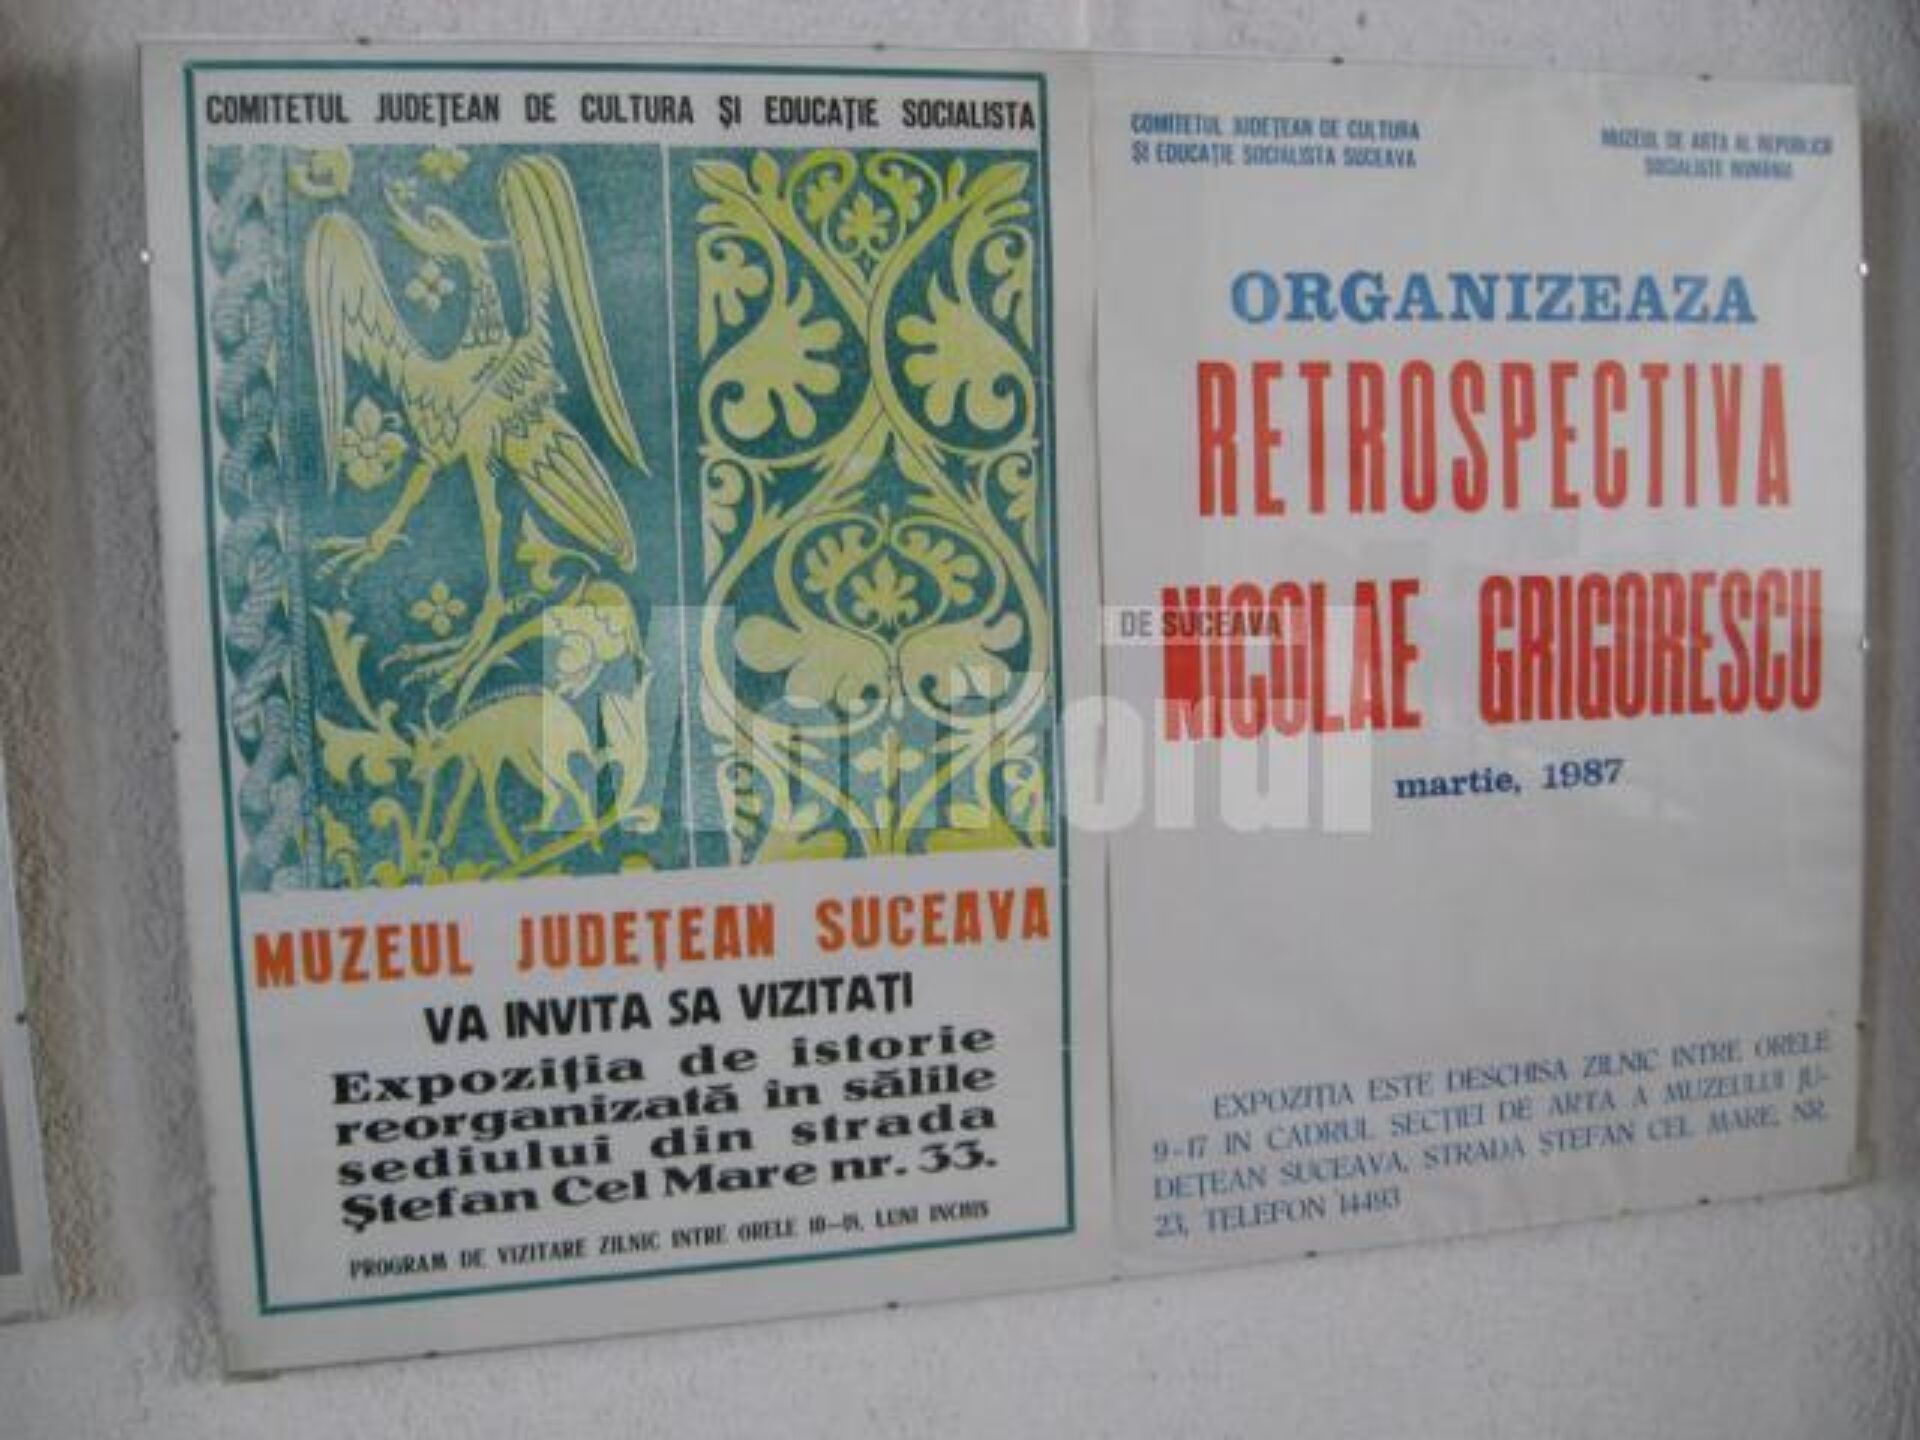 COMITETUL JUDEȚEAN DE CULTURA ȘI EDUCAȚIE SOCIALISTA
MUZEUL JUDEȚEAN SUCEAVA
VA INVITA SA VIZITAȚI
Expoziția de istorie
reorganizată în sălile
sediului din strada
Ștefan Cel Mare nr. 33.
PROGRAM DE VIZITARE ZILNIC INTRE ORELE 10-18, LUNI INCHIS
COMITETUL JUDEȚEAN DE CULTURA
ȘI EDUCAȚIE SOCIALISTA SUCEAVA
MUZEUL DE ARTA AL REPUBLICII
SOCIALISTE ROMÂNIA
ORGANIZEAZA
RETROSPECTIVA
NICOLAE GRIGORESCU
martie, 1987
EXPOZIȚIA ESTE DESCHISA ZILNIC INTRE ORELE
9-17 IN CADRUL SECȚIEI DE ARTA A MUZEULUI JU-
DEȚEAN SUCEAVA, STRADA ȘTEFAN CEL MARE, NR.
23, TELEFON 14493
Monitorul
DE SUCEAVA